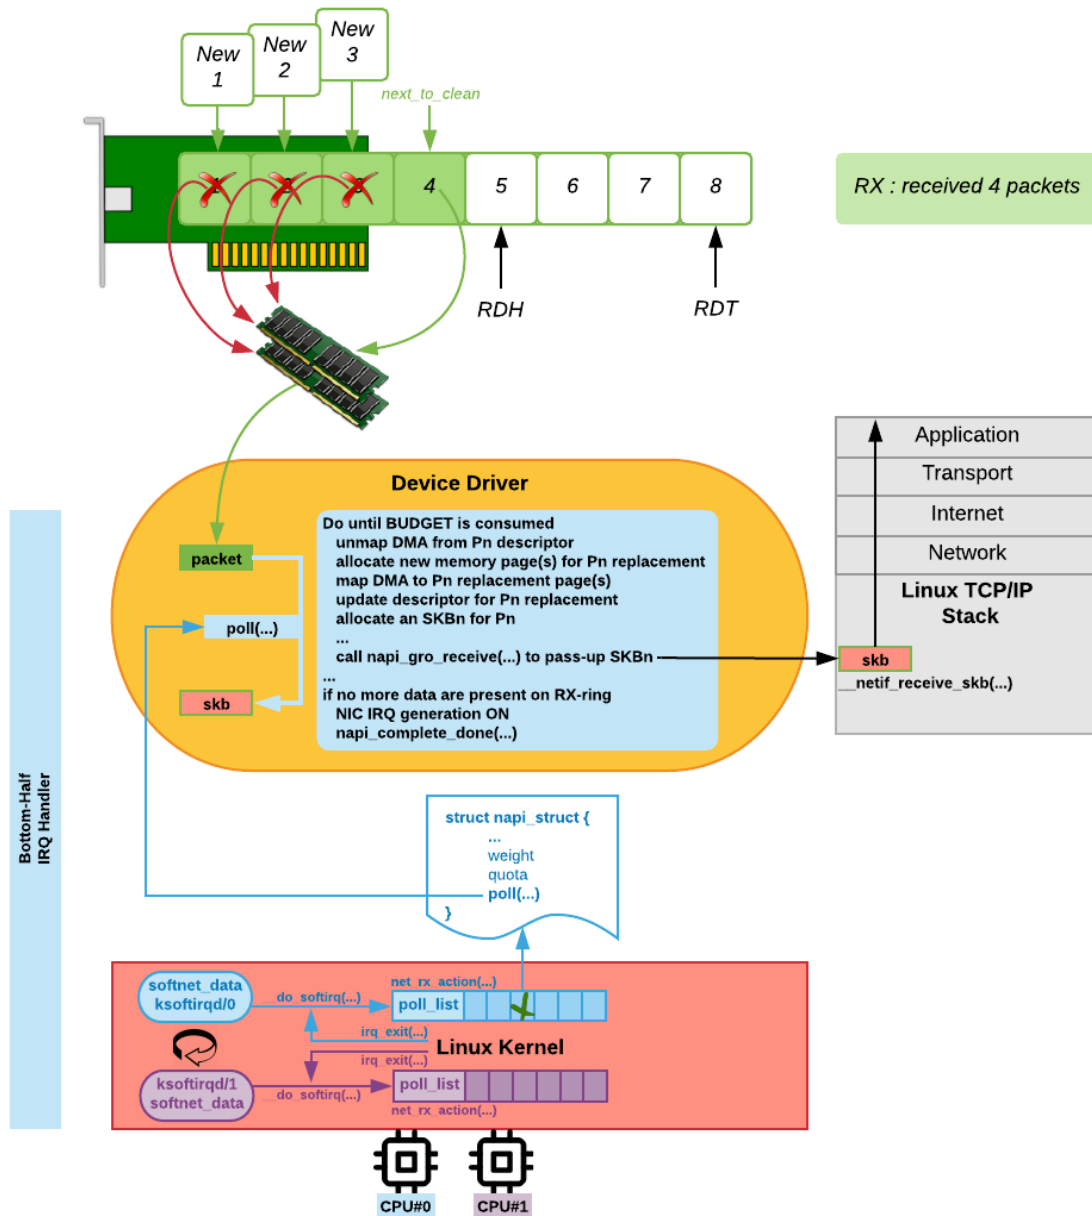 New
1
New
2
New
3
next_to_clean
4
5
6
7
8
RX : received 4 packets
RDH
RDT
Application
Transport
Internet
Network
Linux TCP/IP
Stack
skb
__netif_receive_skb(...)
Device Driver
packet
poll(...)
skb
Do until BUDGET is consumed
unmap DMA from Pn descriptor
allocate new memory page(s) for Pn replacement
map DMA to Pn replacement page(s)
update descriptor for Pn replacement
allocate an SKBn for Pn
...
call napi_gro_receive(...) to pass-up SKBn
...
if no more data are present on RX-ring
NIC IRQ generation ON
napi_complete_done(...)
Bottom-Half
IRQ Handler
struct napi_struct {
...
weight
quota
poll(...)
}
softnet_data
ksoftirqd/0
__do_softirq(...)
net_rx_action(...)
poll_list
irq_exit(...)
Linux Kernel
irq_exit(...)
ksoftirqd/1
softnet_data
__do_softirq(...)
poll_list
net_rx_action(...)
CPU#0
CPU#1